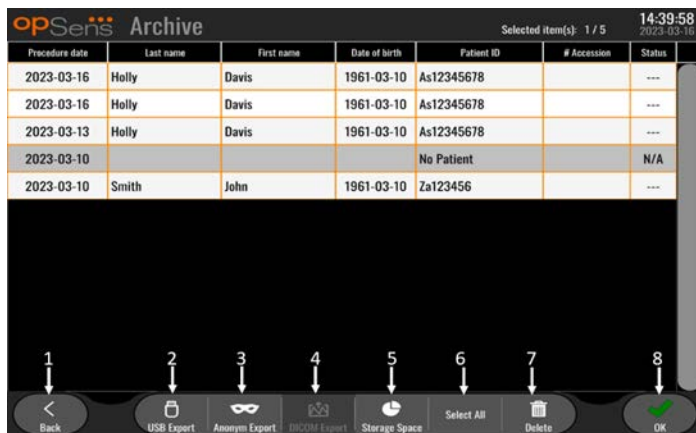 opSens Archive Selected item(s): 1 / 5 14:39:58
2023-03-16
Procedure date Last name First name Date of birth Patient ID # Accession Status
2023-03-16 Holly Davis 1961-03-10 As12345678 ---
2023-03-16 Holly Davis 1961-03-10 As12345678 ---
2023-03-13 Holly Davis 1961-03-10 As12345678 ---
2023-03-10 No Patient N/A
2023-03-10 Smith John 1961-03-10 Za123456 ---
1 2 3 4 5 6 7 8
Back USB Export Anonym Export DICOM Export Storage Space Select All Delete OK